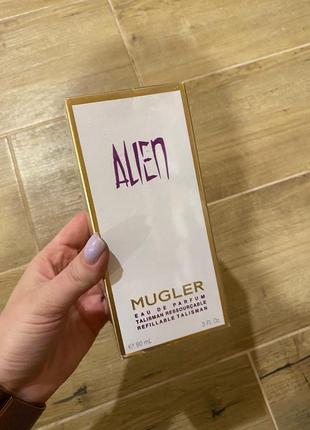 ALIEN
MUGLER
EAU DE PARFUM
TALISMAN RESSOURÇABLE
REFILLABLE TALISMAN
℮ 90 mL 3 Fl. Oz.